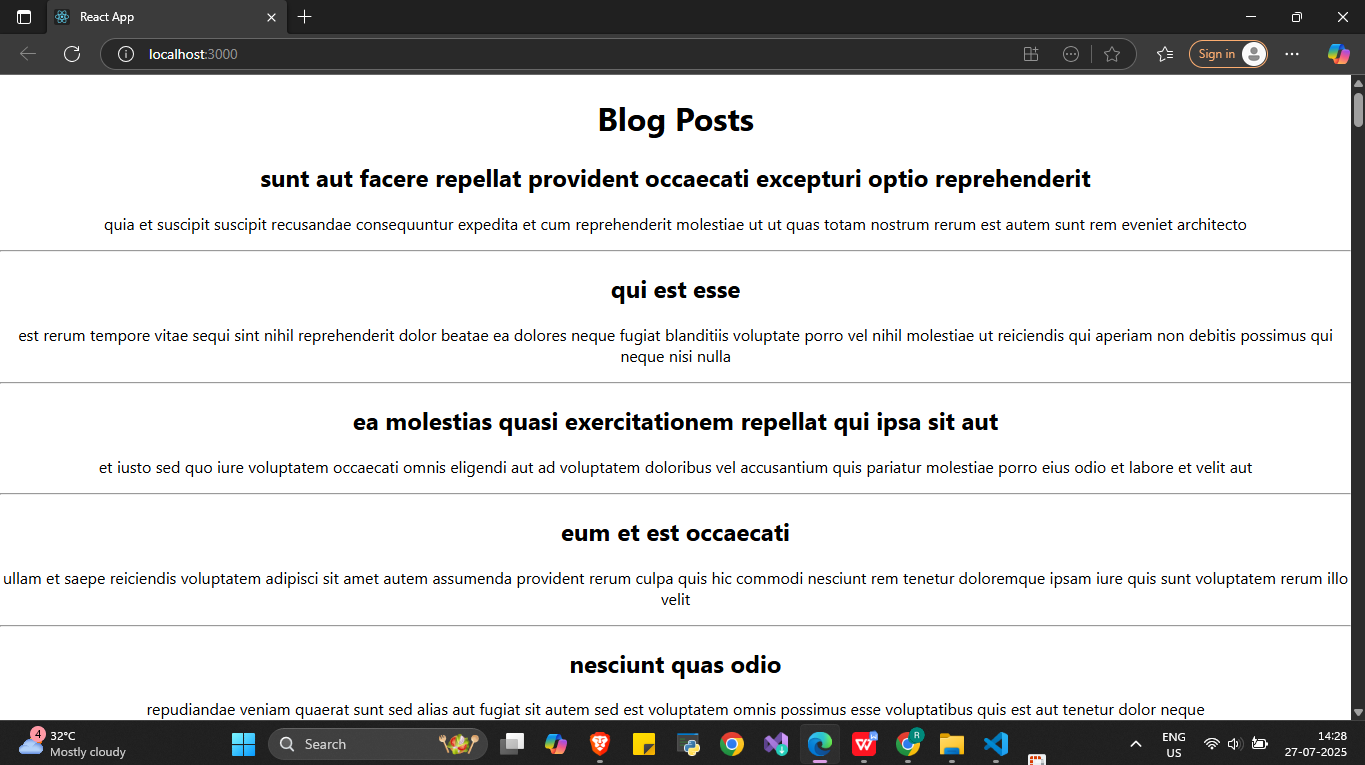 React App
localhost:3000
Sign in
Blog Posts
sunt aut facere repellat provident occaecati excepturi optio reprehenderit
quia et suscipit suscipit recusandae consequuntur expedita et cum reprehenderit molestiae ut ut quas totam nostrum rerum est autem sunt rem eveniet architecto
qui est esse
est rerum tempore vitae sequi sint nihil reprehenderit dolor beatae ea dolores neque fugiat blanditiis voluptate porro vel nihil molestiae ut reiciendis qui aperiam non debitis possimus qui
neque nisi nulla
ea molestias quasi exercitationem repellat qui ipsa sit aut
et iusto sed quo iure voluptatem occaecati omnis eligendi aut ad voluptatem doloribus vel accusantium quis pariatur molestiae porro eius odio et labore et velit aut
eum et est occaecati
ullam et saepe reiciendis voluptatem adipisci sit amet autem assumenda provident rerum culpa quis hic commodi nesciunt rem tenetur doloremque ipsam iure quis sunt voluptatem rerum illo
velit
nesciunt quas odio
repudiandae veniam quaerat sunt sed alias aut fugiat sit autem sed est voluptatem omnis possimus esse voluptatibus quis est aut tenetur dolor neque
4
32°C
Mostly cloudy
Search
R
ENG
US
14:28
27-07-2025